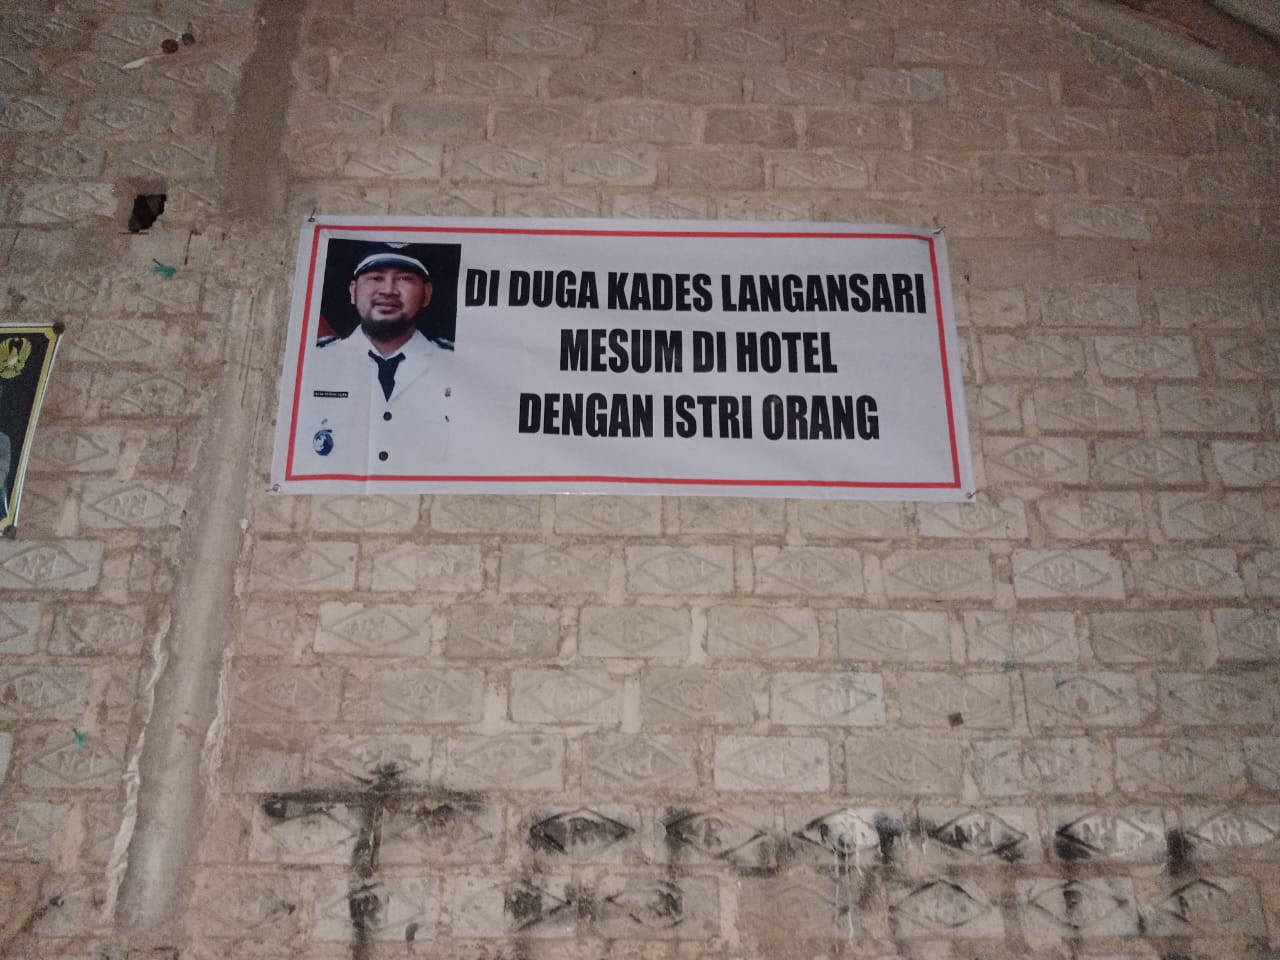 DI DUGA KADES LANGANSARI
MESUM DI HOTEL
DENGAN ISTRI ORANG